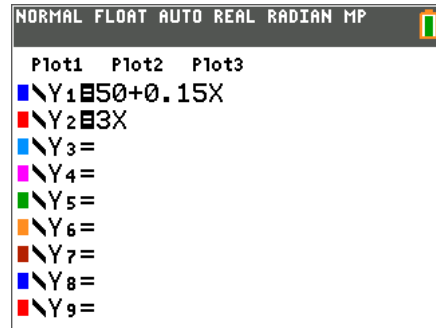 NORMAL FLOAT AUTO REAL RADIAN MP
Plot1 Plot2 Plot3
\Y₁=50+0.15X
\Y₂=3X
\Y₃=
\Y₄=
\Y₅=
\Y₆=
\Y₇=
\Y₈=
\Y₉=